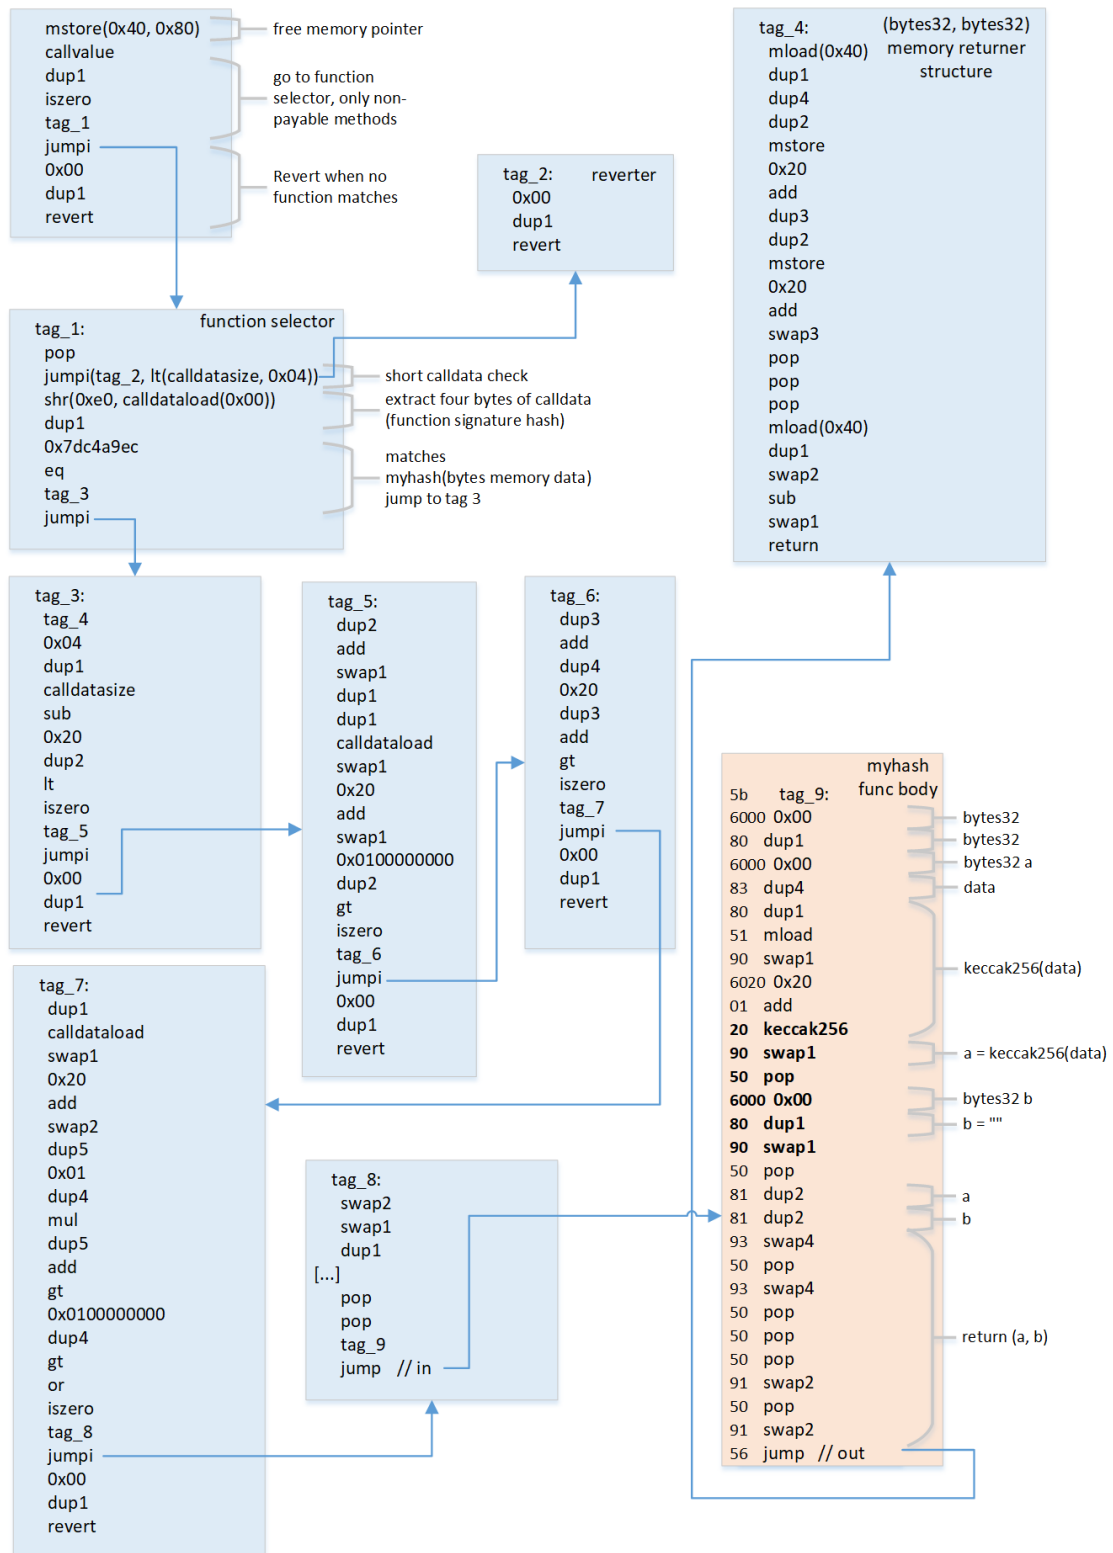 mstore(0x40, 0x80)
callvalue
dup1
iszero
tag_1
jumpi
0x00
dup1
revert
free memory pointer
go to function
selector, only non-
payable methods
Revert when no
function matches
tag_2: reverter
0x00
dup1
revert
tag_4: (bytes32, bytes32)
mload(0x40) memory returner
dup1 structure
dup4
dup2
mstore
0x20
add
dup3
dup2
mstore
0x20
add
swap3
pop
pop
pop
mload(0x40)
dup1
swap2
sub
swap1
return
function selector
tag_1:
pop
jumpi(tag_2, lt(calldatasize, 0x04))
shr(0xe0, calldataload(0x00))
dup1
0x7dc4a9ec
eq
tag_3
jumpi
short calldata check
extract four bytes of calldata
(function signature hash)
matches
myhash(bytes memory data)
jump to tag 3
tag_3:
tag_4
0x04
dup1
calldatasize
sub
0x20
dup2
lt
iszero
tag_5
jumpi
0x00
dup1
revert
tag_5:
dup2
add
swap1
dup1
dup1
calldataload
swap1
0x20
add
swap1
0x0100000000
dup2
gt
iszero
tag_6
jumpi
0x00
dup1
revert
tag_6:
dup3
add
dup4
0x20
dup3
add
gt
iszero
tag_7
jumpi
0x00
dup1
revert
tag_7:
dup1
calldataload
swap1
0x20
add
swap2
dup5
0x01
dup4
mul
dup5
add
gt
0x0100000000
dup4
gt
or
iszero
tag_8
jumpi
0x00
dup1
revert
tag_8:
swap2
swap1
dup1
[...]
pop
pop
tag_9
jump // in
myhash
func body
5b tag_9:
6000 0x00
80 dup1
6000 0x00
83 dup4
80 dup1
51 mload
90 swap1
6020 0x20
01 add
20 keccak256
90 swap1
50 pop
6000 0x00
80 dup1
90 swap1
50 pop
81 dup2
81 dup2
93 swap4
50 pop
93 swap4
50 pop
50 pop
50 pop
91 swap2
50 pop
91 swap2
56 jump // out
bytes32
bytes32
bytes32 a
data
keccak256(data)
a = keccak256(data)
bytes32 b
b = ""
a
b
return (a, b)